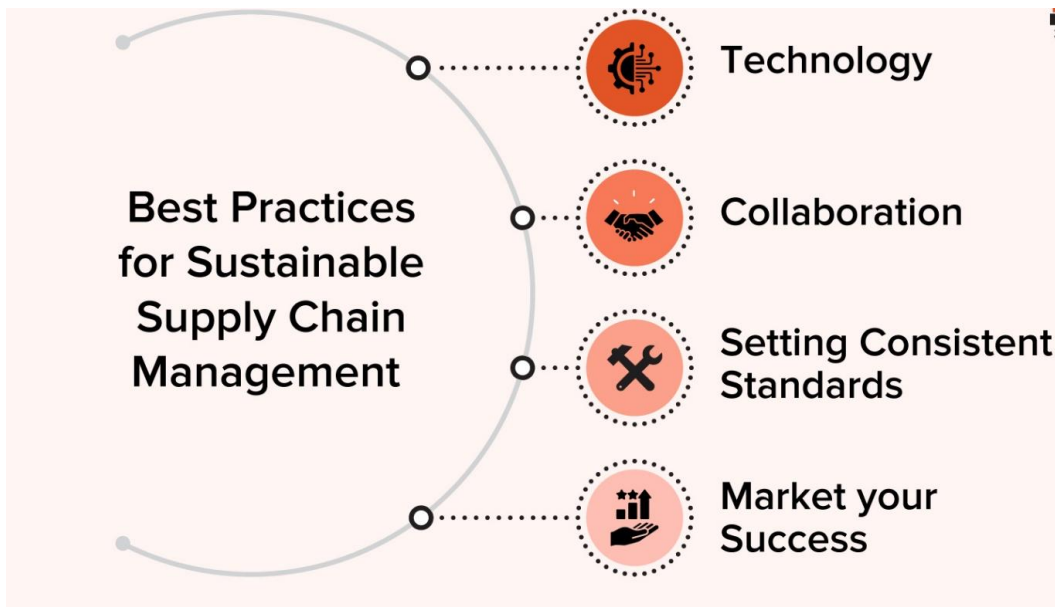 Best Practices
for Sustainable
Supply Chain
Management
Technology
Collaboration
Setting Consistent
Standards
Market your
Success